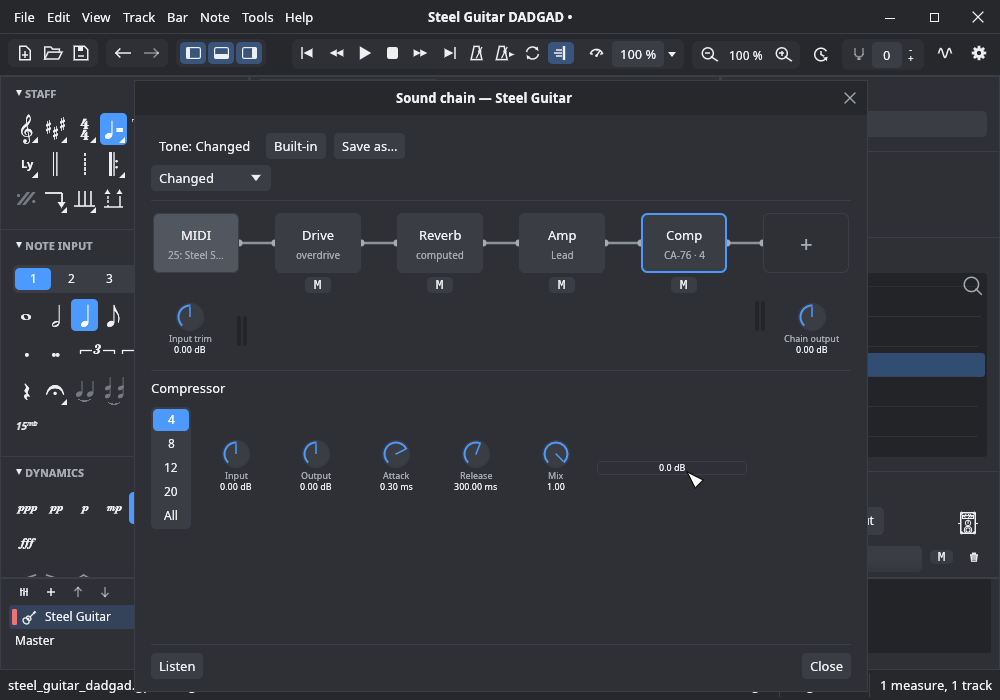 File Edit View Track Bar Note Tools Help
Steel Guitar DADGAD •
100 %
100 %
0
STAFF
Sound chain — Steel Guitar
Tone: Changed
Built-in
Save as...
Changed
Ly
MIDI
25: Steel S...
Drive
overdrive
Reverb
computed
Amp
Lead
Comp
CA-76 · 4
+
M
M
M
M
NOTE INPUT
1 2 3
Input trim
0.00 dB
Chain output
0.00 dB
3
15mb
Compressor
4
8
12
20
All
Input
0.00 dB
Output
0.00 dB
Attack
0.30 ms
Release
300.00 ms
Mix
1.00
0.0 dB
DYNAMICS
ppp pp p mp
fff
M
Steel Guitar
Master
Listen
Close
steel_guitar_dadgad.
1 measure, 1 track